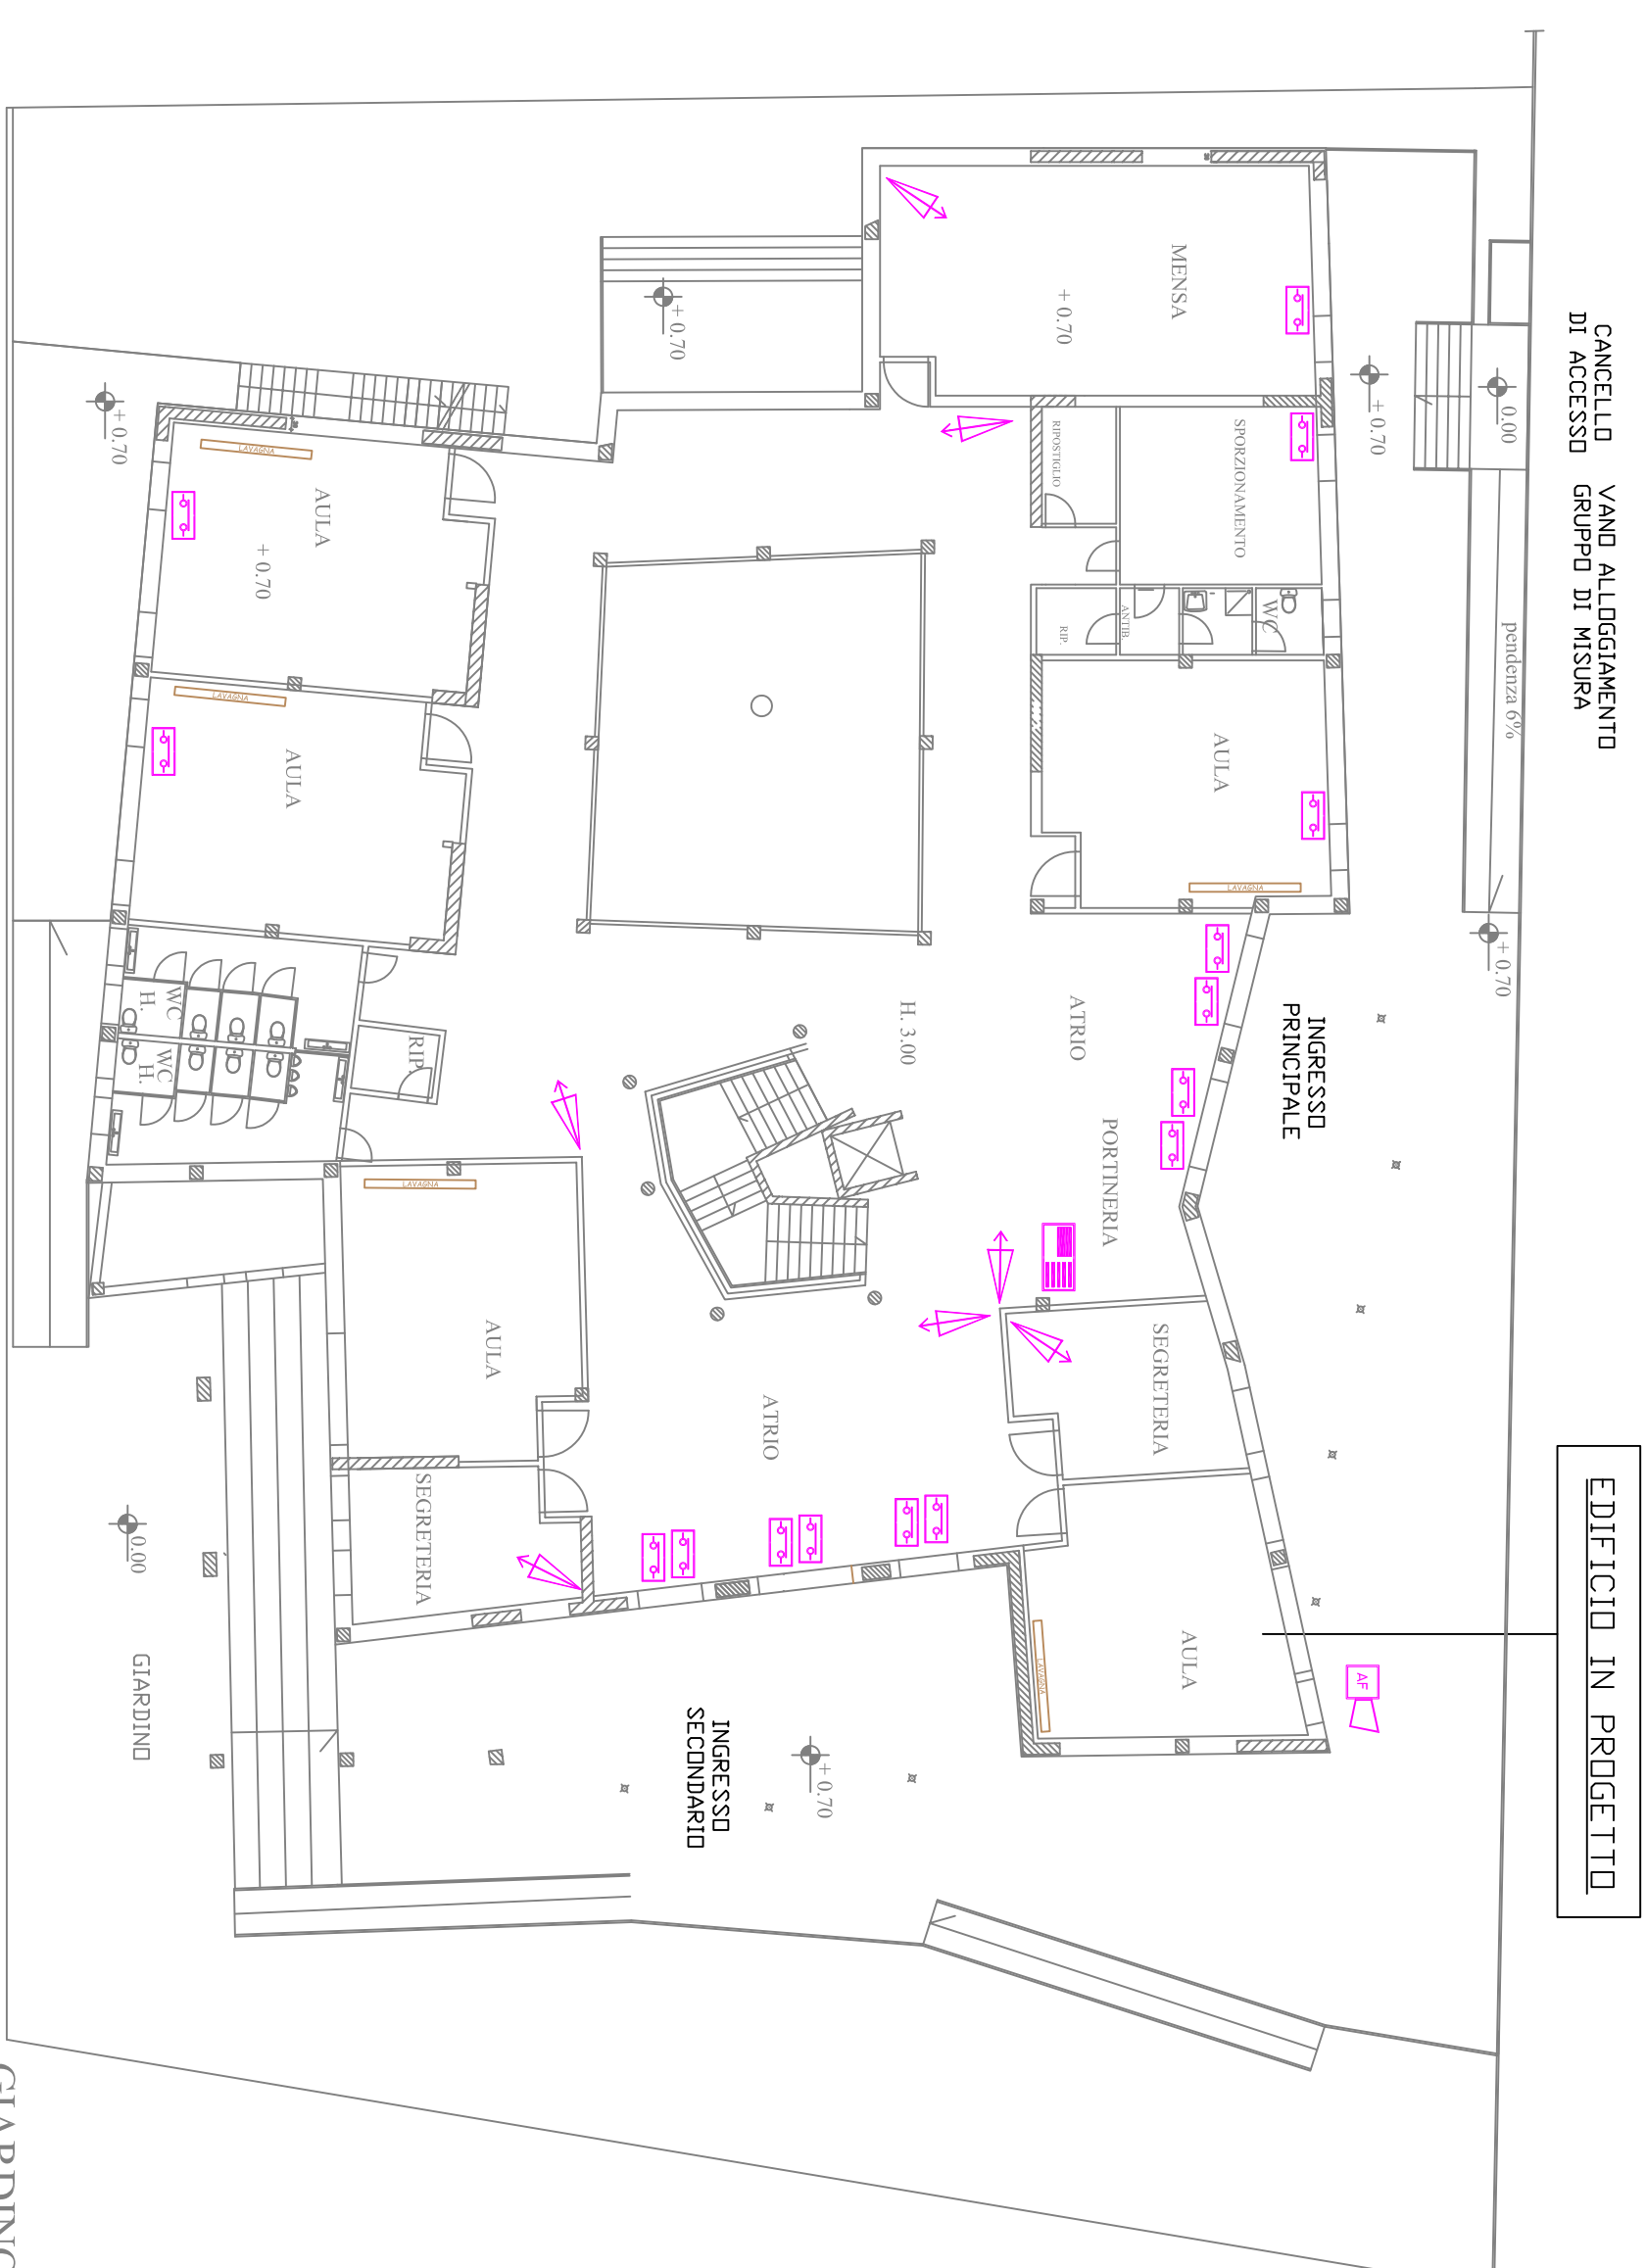 CANCELLO
DI ACCESSO
VANO ALLOGGIAMENTO
GRUPPO DI MISURA
0.00
+ 0.70
pendenza 6%
+ 0.70
MENSA
+ 0.70
+ 0.70
SPORZIONAMENTO
RIPOSTIGLIO
WC
ANTIB.
RIP.
AULA
LAVAGNA
+ 0.70
LAVAGNA
AULA
+ 0.70
LAVAGNA
AULA
INGRESSO
PRINCIPALE
ATRIO
H. 3.00
PORTINERIA
WC
H.
WC
H.
RIP.
LAVAGNA
AULA
SEGRETERIA
ATRIO
SEGRETERIA
AULA
LAVAGNA
AF
EDIFICIO IN PROGETTO
0.00
GIARDINO
INGRESSO
SECONDARIO
+ 0.70
GIARDINO